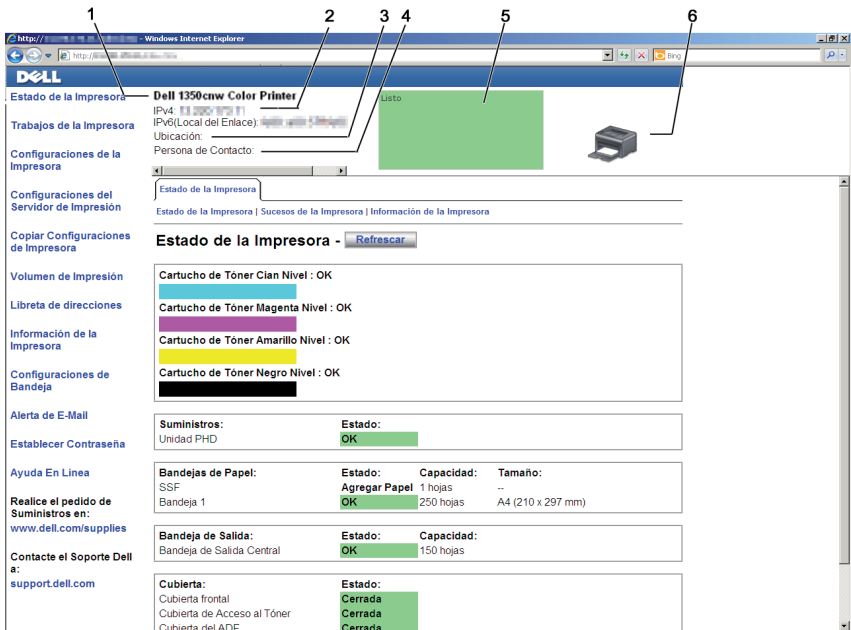 1 2 3 4 5 6
http:// - Windows Internet Explorer
http://
Bing
DELL
Estado de la Impresora
Trabajos de la Impresora
Configuraciones de la
Impresora
Configuraciones del
Servidor de Impresión
Copiar Configuraciones
de Impresora
Volumen de Impresión
Libreta de direcciones
Información de la
Impresora
Configuraciones de
Bandeja
Alerta de E-Mail
Establecer Contraseña
Ayuda En Linea
Realice el pedido de
Suministros en:
www.dell.com/supplies
Contacte el Soporte Dell
a:
support.dell.com
Dell 1350cnw Color Printer
IPv4:
IPv6(Local del Enlace):
Ubicación:
Persona de Contacto:
Listo
Estado de la Impresora
Estado de la Impresora | Sucesos de la Impresora | Información de la Impresora
Estado de la Impresora - Refrescar
Cartucho de Tóner Cian Nivel : OK
Cartucho de Tóner Magenta Nivel : OK
Cartucho de Tóner Amarillo Nivel : OK
Cartucho de Tóner Negro Nivel : OK
Suministros: Estado:
Unidad PHD OK
Bandejas de Papel: Estado: Capacidad: Tamaño:
SSF Agregar Papel 1 hojas --
Bandeja 1 OK 250 hojas A4 (210 x 297 mm)
Bandeja de Salida: Estado: Capacidad:
Bandeja de Salida Central OK 150 hojas
Cubierta: Estado:
Cubierta frontal Cerrada
Cubierta de Acceso al Tóner Cerrada
Cubierta del ADF Cerrada